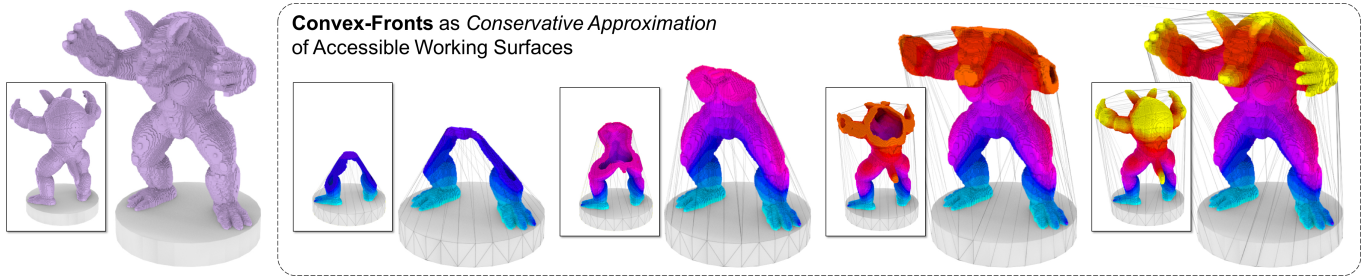 Convex-Fronts as Conservative Approximation
of Accessible Working Surfaces